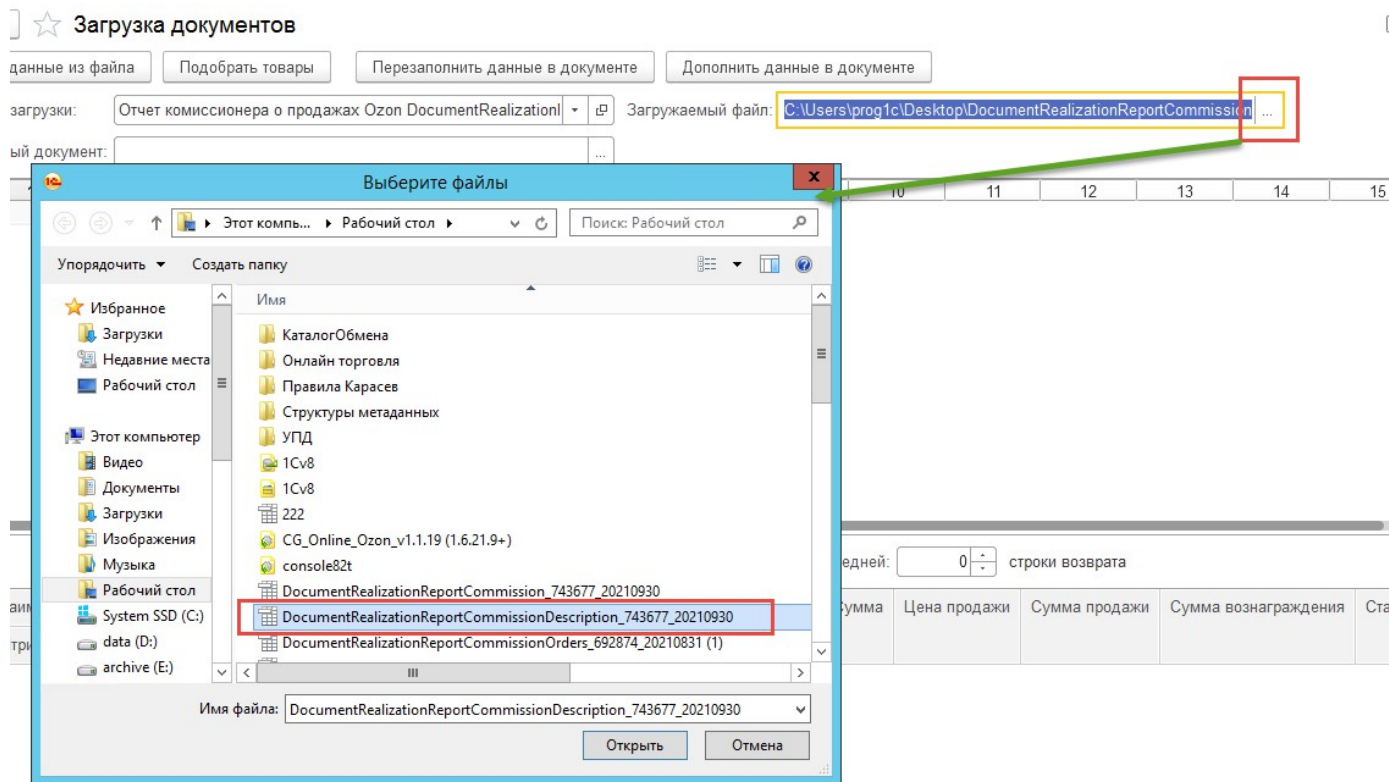 Загрузка документов
данные из файла Подобрать товары Перезаполнить данные в документе Дополнить данные в документе
загрузки: Отчет комиссионера о продажах Ozon DocumentRealizationI Загружаемый файл: C:\Users\prog1c\Desktop\DocumentRealizationReportCommission ...
ый документ: ...
Выберите файлы
10 11 12 13 14 15
Этот компь... Рабочий стол Поиск: Рабочий стол
Упорядочить Создать папку
Имя
Избранное
Загрузки
Недавние места
Рабочий стол
Этот компьютер
Видео
Документы
Загрузки
Изображения
Музыка
Рабочий стол
System SSD (C:)
data (D:)
archive (E:)
КаталогОбмена
Онлайн торговля
Правила Карасев
Структуры метаданных
УПД
1Cv8
1Cv8
222
CG_Online_Ozon_v1.1.19 (1.6.21.9+)
console82t
DocumentRealizationReportCommission_743677_20210930
DocumentRealizationReportCommissionDescription_743677_20210930
DocumentRealizationReportCommissionOrders_692874_20210831 (1)
едней: 0 строки возврата
Сумма Цена продажи Сумма продажи Сумма вознаграждения Ста
Имя файла: DocumentRealizationReportCommissionDescription_743677_20210930
Открыть Отмена